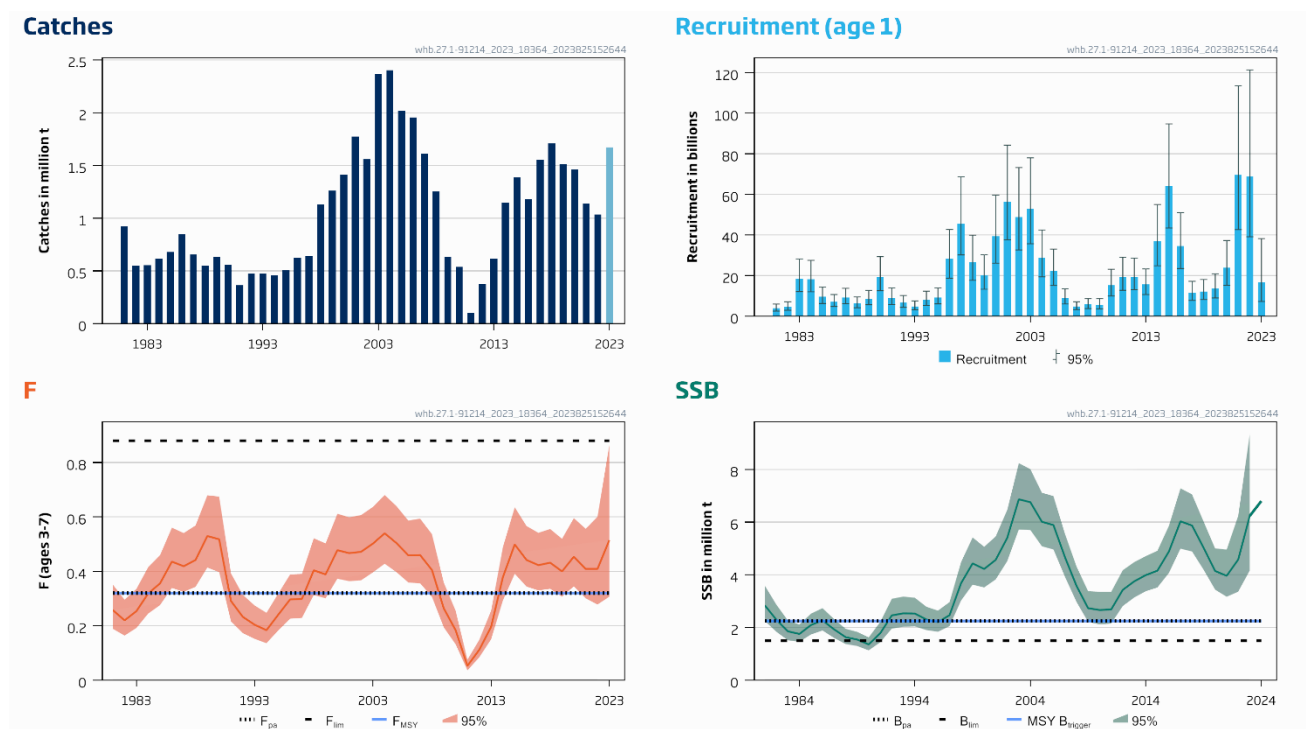 Catches
whb.27.1-91214_2023_18364_2023825152644
Catches in million t
2.5
2
1.5
1
0.5
0
1983 1993 2003 2013 2023
Recruitment (age 1)
whb.27.1-91214_2023_18364_2023825152644
Recruitment in billions
120
100
80
60
40
20
0
1983 1993 2003 2013 2023
Recruitment 95%
F
whb.27.1-91214_2023_18364_2023825152644
F (ages 3-7)
0.8
0.6
0.4
0.2
0
1983 1993 2003 2013 2023
Fpa Flim FMSY 95%
SSB
whb.27.1-91214_2023_18364_2023825152644
SSB in million t
8
6
4
2
0
1984 1994 2004 2014 2024
Bpa Blim MSY Btrigger 95%